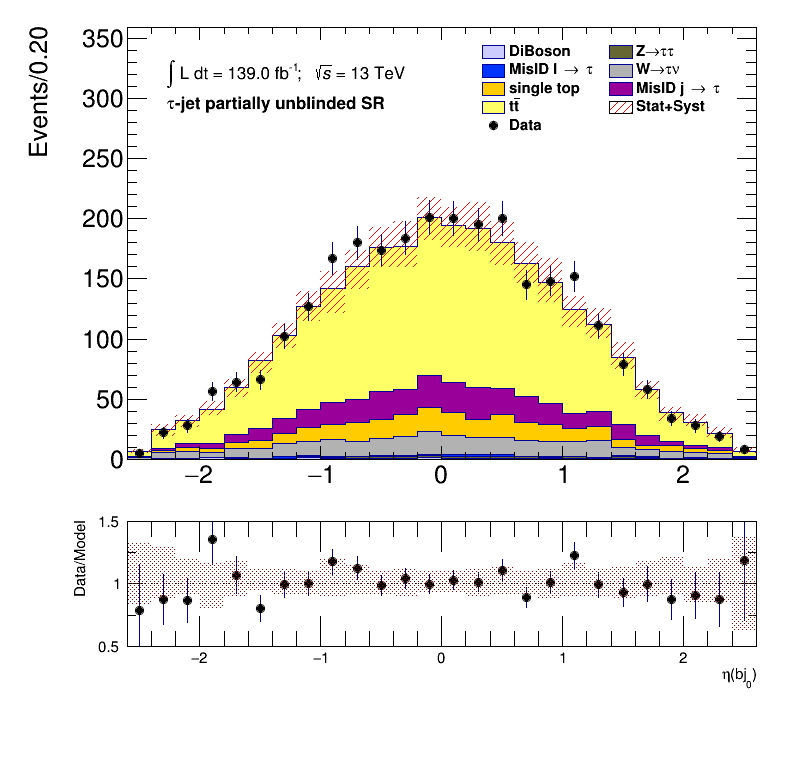 Events/0.20
350
300
250
200
150
100
50
0
∫ L dt = 139.0 fb⁻¹; √s = 13 TeV
τ-jet partially unblinded SR
DiBoson
MisID l → τ
single top
tt̄
Data
Z→ττ
W→τν
MisID j → τ
Stat+Syst
−2 −1 0 1 2
Data/Model
1.5
1
0.5
−2 −1 0 1 2
η(bj₀)